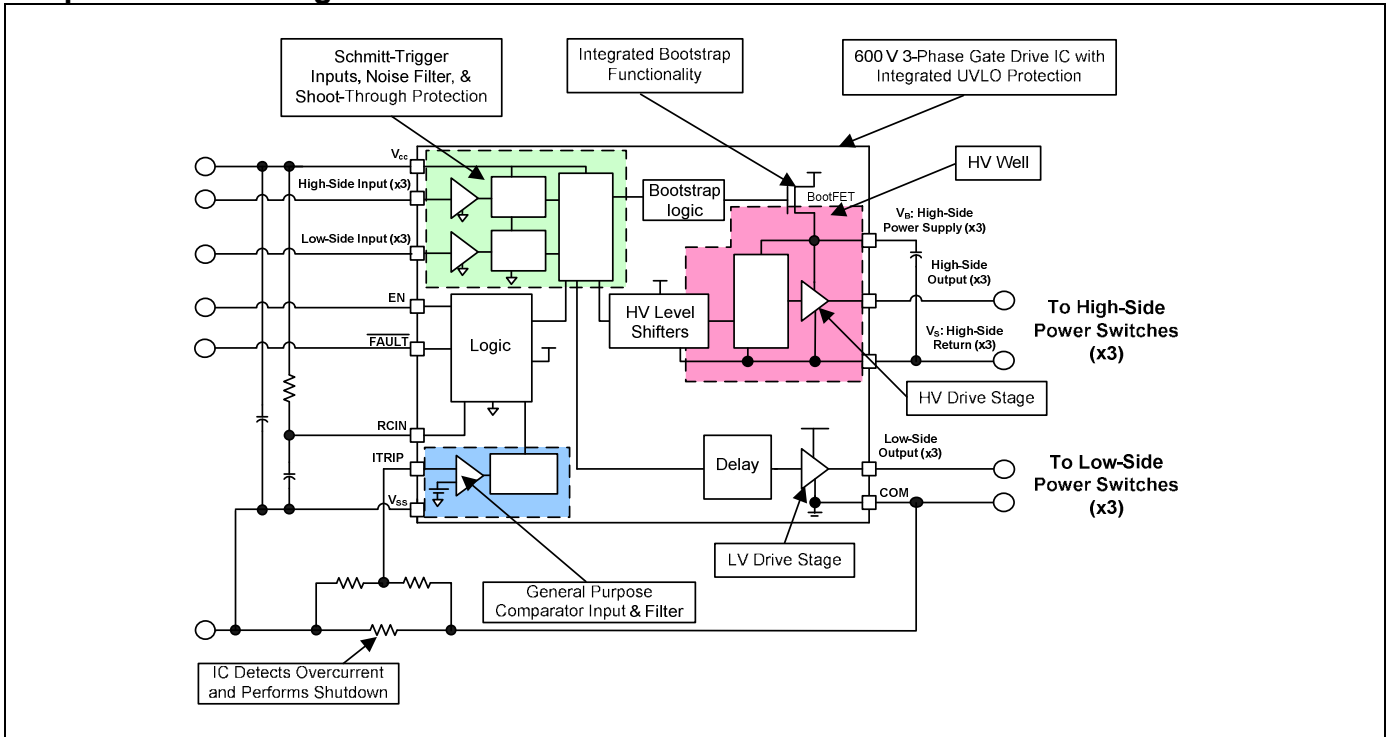 Schmitt-Trigger
Inputs, Noise Filter, &
Shoot-Through Protection
Integrated Bootstrap
Functionality
600 V 3-Phase Gate Drive IC with
Integrated UVLO Protection
HV Well
Vcc
High-Side Input (x3)
Low-Side Input (x3)
EN
FAULT
RCIN
ITRIP
VSS
Bootstrap
logic
BootFET
HV Level
Shifters
Logic
Delay
VB: High-Side
Power Supply (x3)
High-Side
Output (x3)
VS: High-Side
Return (x3)
To High-Side
Power Switches
(x3)
HV Drive Stage
Low-Side
Output (x3)
COM
To Low-Side
Power Switches
(x3)
LV Drive Stage
General Purpose
Comparator Input & Filter
IC Detects Overcurrent
and Performs Shutdown